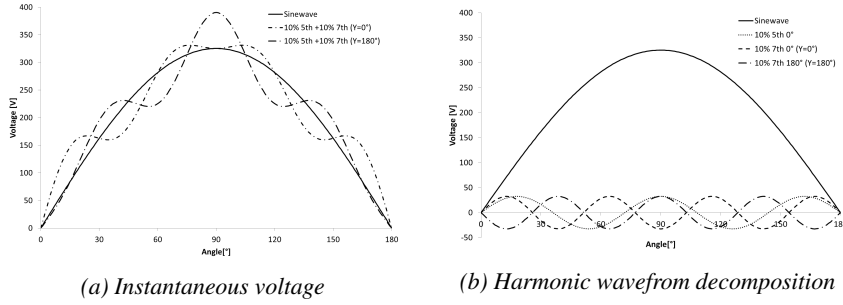 400
350
300
250
200
150
100
50
0
Voltage [V]
0 30 60 90 120 150 180
Angle[°]
Sinewave
10% 5th +10% 7th (Y=0°)
10% 5th +10% 7th (Y=180°)
(a) Instantaneous voltage
400
350
300
250
200
150
100
50
0
-50
Voltage [V]
0 30 60 90 120 150 18
Angle[°]
Sinewave
10% 5th 0°
10% 7th 0° (Y=0°)
10% 7th 180° (Y=180°)
(b) Harmonic wavefrom decomposition